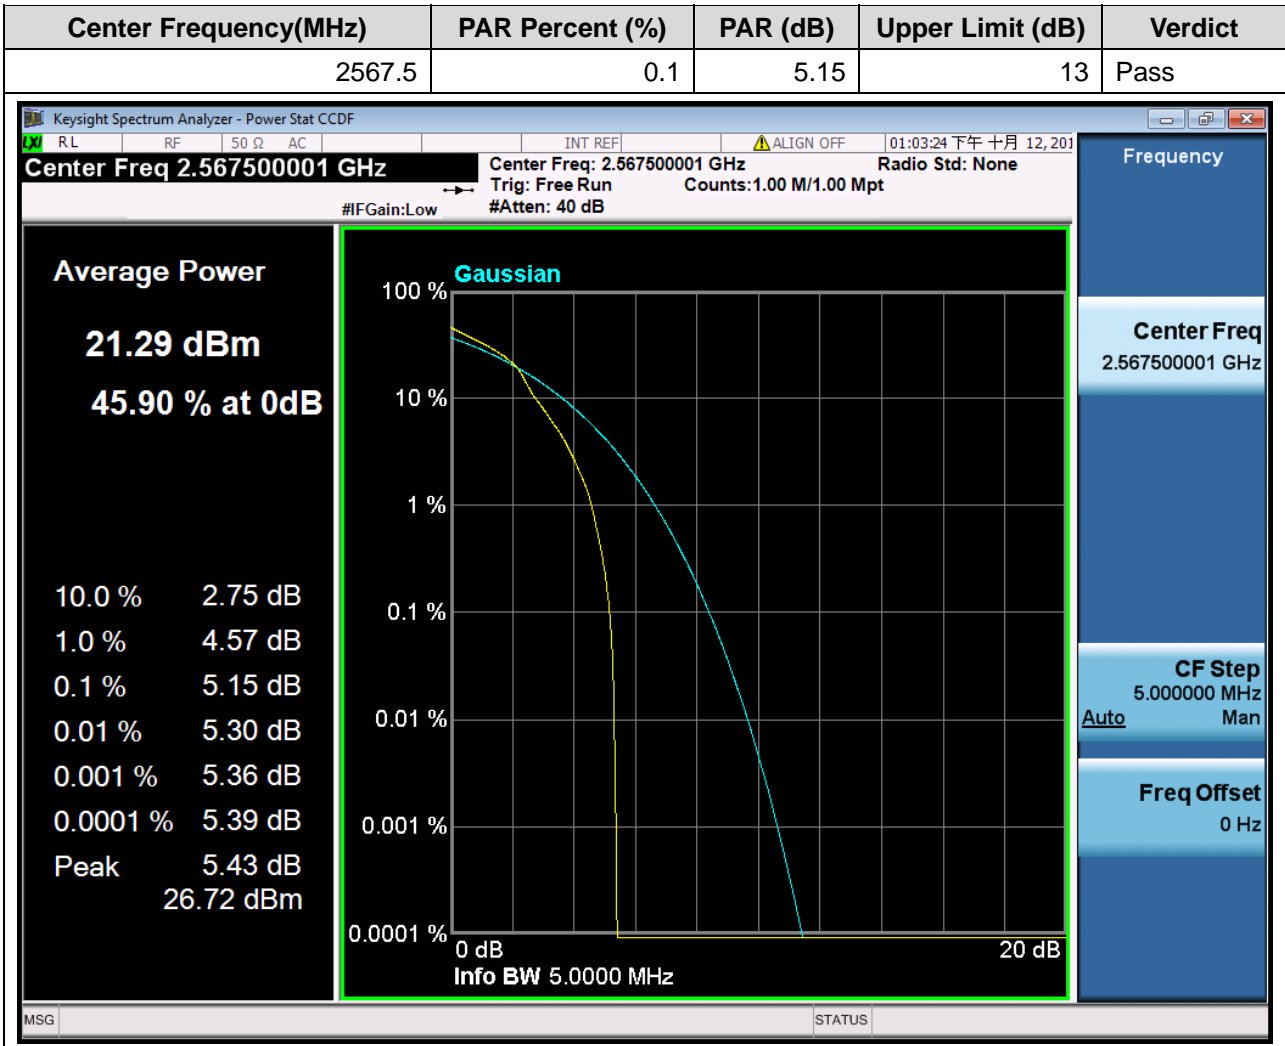 Center Frequency(MHz) PAR Percent (%) PAR (dB) Upper Limit (dB) Verdict
2567.5 0.1 5.15 13 Pass
Keysight Spectrum Analyzer - Power Stat CCDF
LXI RL RF 50 Ω AC INT REF ALIGN OFF 01:03:24 下午 十月 12, 201
Center Freq 2.567500001 GHz
Center Freq: 2.567500001 GHz Radio Std: None
Trig: Free Run Counts:1.00 M/1.00 Mpt
#IFGain:Low #Atten: 40 dB
Frequency
Average Power
21.29 dBm
45.90 % at 0dB
10.0 % 2.75 dB
1.0 % 4.57 dB
0.1 % 5.15 dB
0.01 % 5.30 dB
0.001 % 5.36 dB
0.0001 % 5.39 dB
Peak 5.43 dB
26.72 dBm
Gaussian
100 %
10 %
1 %
0.1 %
0.01 %
0.001 %
0.0001 %
0 dB 20 dB
Info BW 5.0000 MHz
Center Freq
2.567500001 GHz
CF Step
5.000000 MHz
Auto Man
Freq Offset
0 Hz
MSG STATUS